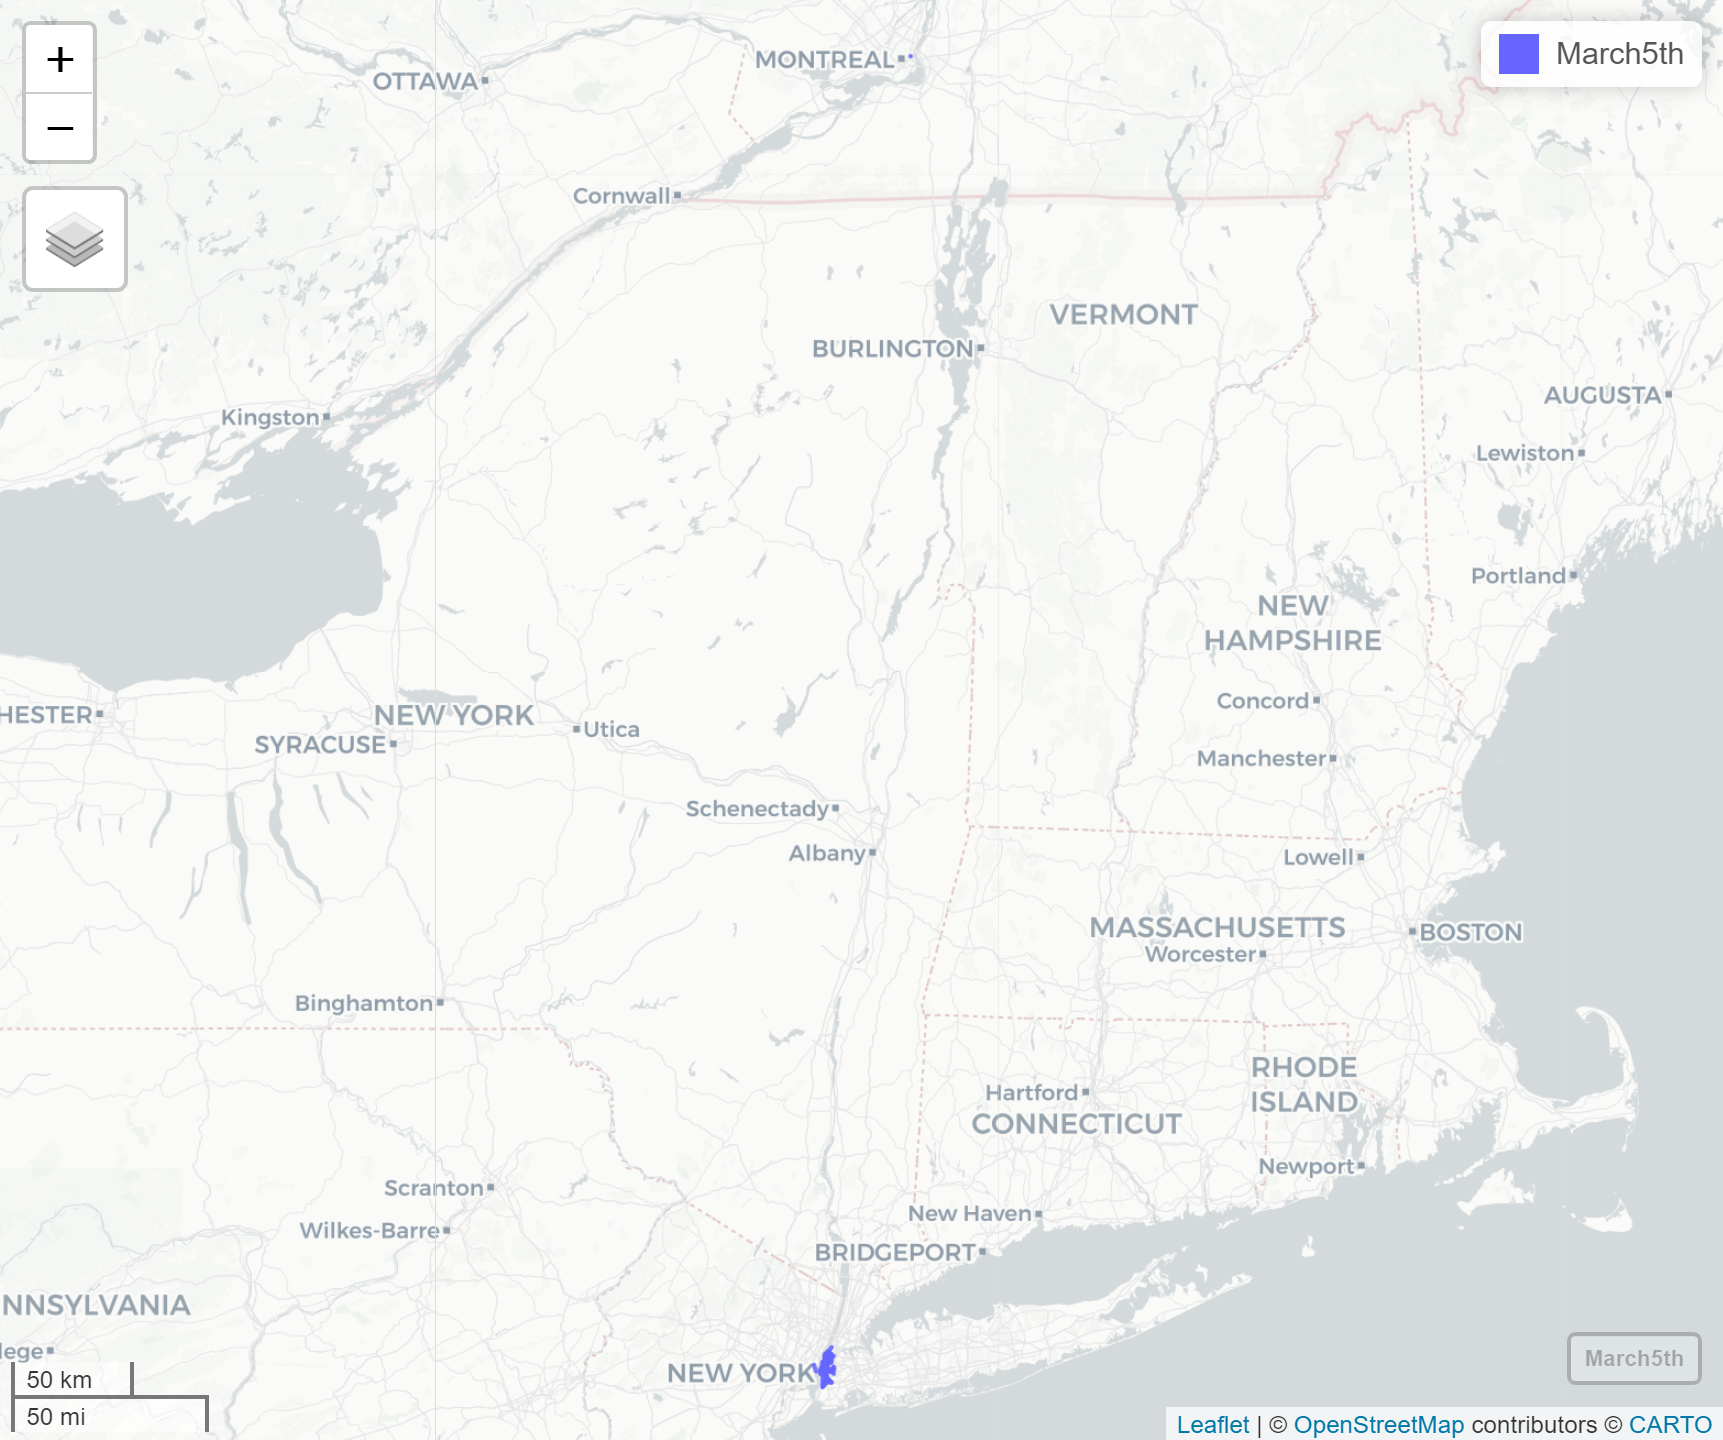 +
−
MONTREAL
OTTAWA
March5th
Cornwall
VERMONT
BURLINGTON
AUGUSTA
Kingston
Lewiston
Portland
NEW
HAMPSHIRE
Concord
HESTER
NEW YORK
Utica
SYRACUSE
Manchester
Schenectady
Albany
Lowell
MASSACHUSETTS
BOSTON
Worcester
Binghamton
RHODE
ISLAND
Hartford
CONNECTICUT
Newport
Scranton
New Haven
Wilkes-Barre
BRIDGEPORT
NNSYLVANIA
lege
NEW YORK
March5th
50 km
50 mi
Leaflet | © OpenStreetMap contributors © CARTO